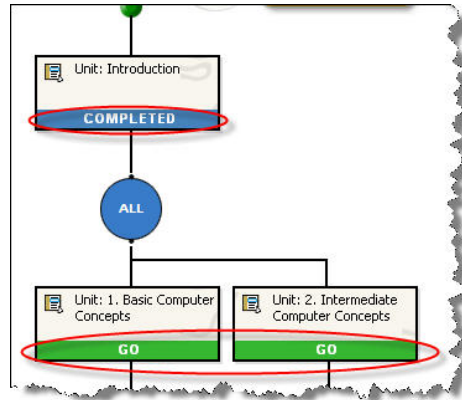 Unit: Introduction
COMPLETED
ALL
Unit: 1. Basic Computer
Concepts
GO
Unit: 2. Intermediate
Computer Concepts
GO